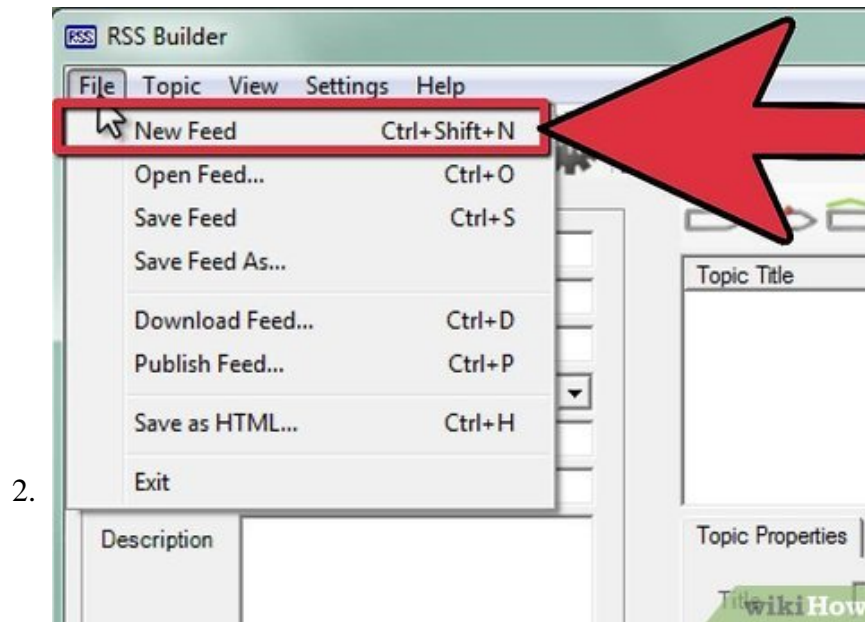 RSS RSS Builder
File Topic View Settings Help
New Feed Ctrl+Shift+N
Open Feed... Ctrl+O
Save Feed Ctrl+S
Save Feed As...
Topic Title
Download Feed... Ctrl+D
Publish Feed... Ctrl+P
Save as HTML... Ctrl+H
2.
Exit
Description
Topic Properties
Title
wikiHow